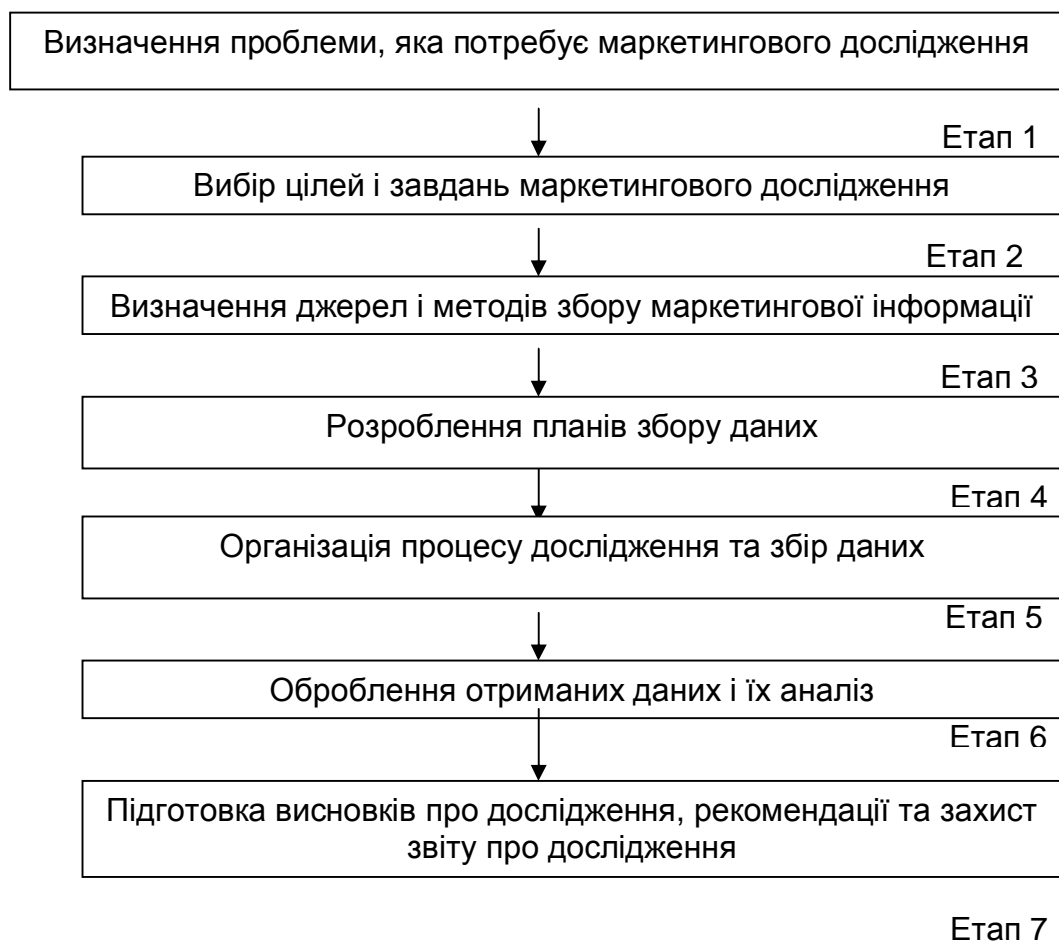 Визначення проблеми, яка потребує маркетингового дослідження
Етап 1
Вибір цілей і завдань маркетингового дослідження
Етап 2
Визначення джерел і методів збору маркетингової інформації
Етап 3
Розроблення планів збору даних
Етап 4
Організація процесу дослідження та збір даних
Етап 5
Оброблення отриманих даних і їх аналіз
Етап 6
Підготовка висновків про дослідження, рекомендації та захист
звіту про дослідження
Етап 7